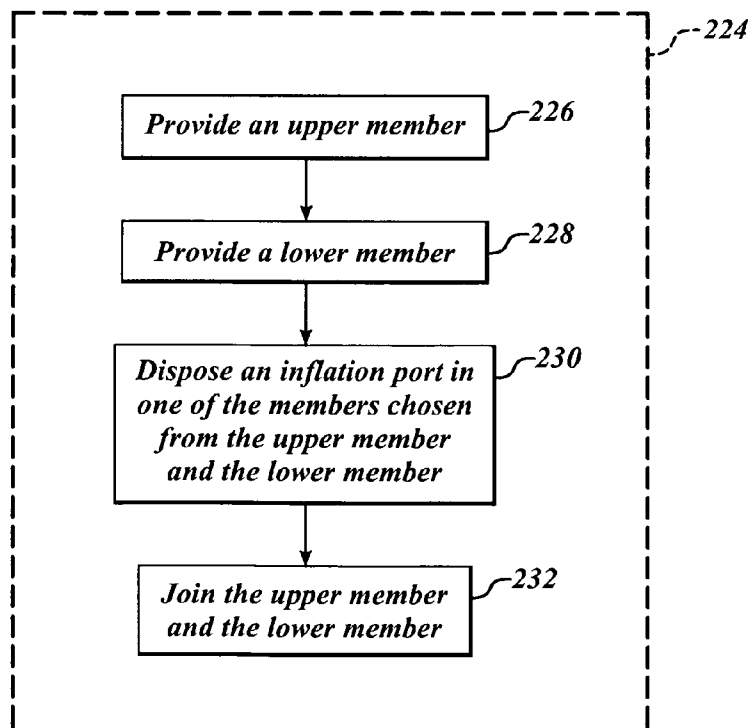 224
Provide an upper member
226
Provide a lower member
228
Dispose an inflation port in
one of the members chosen
from the upper member
and the lower member
230
Join the upper member
and the lower member
232